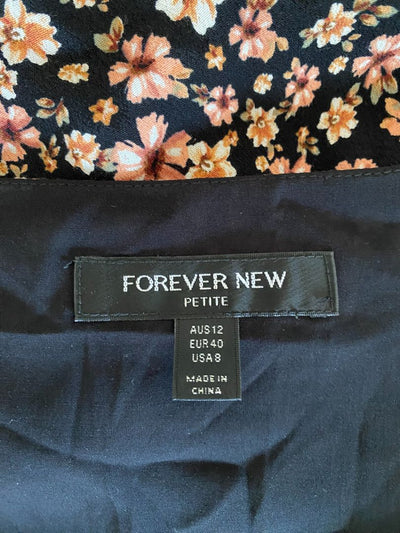 FOREVER NEW
PETITE
AUS 12
EUR 40
USA 8
MADE IN
CHINA